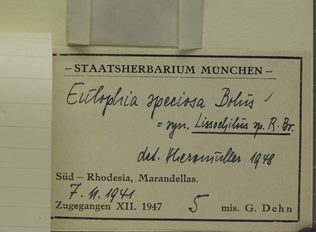 – STAATSHERBARIUM MÜNCHEN –
Eulophia speciosa Bolus
= syn. Lissochilus sp. R. Br.
det. 1948
Süd – Rhodesia, Marandellas.
7. 11. 1941
Zugegangen XII. 1947 5 mis. G. Dehn